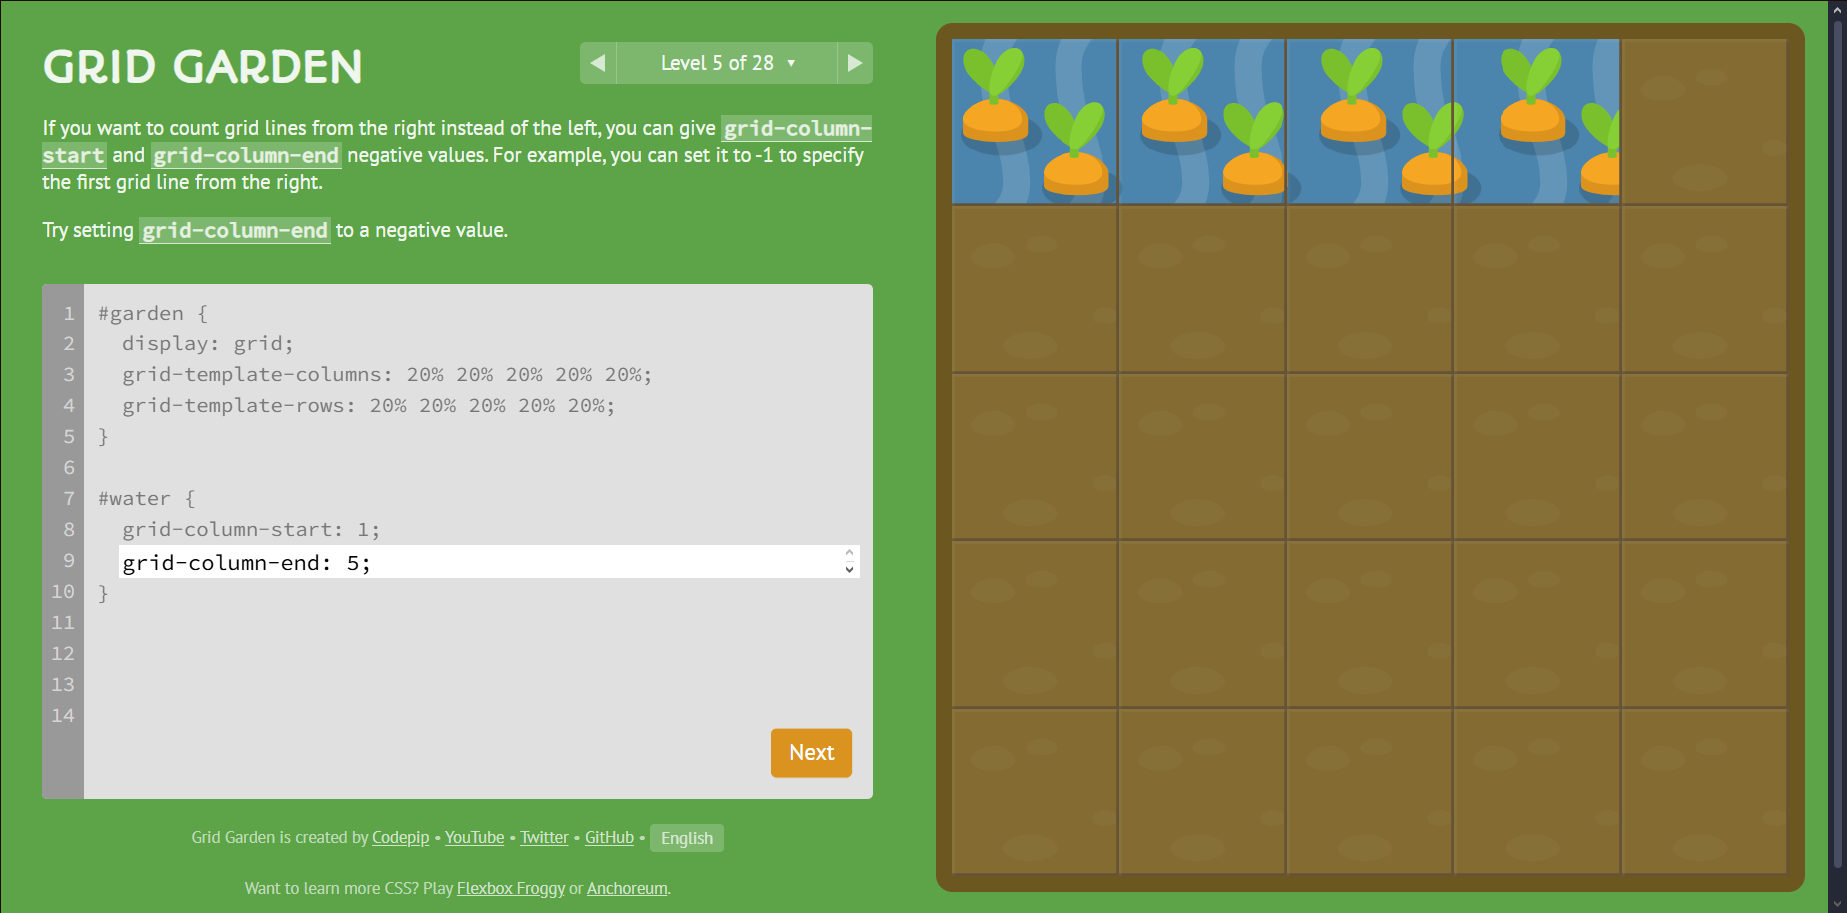 GRID GARDEN
Level 5 of 28 ▼
If you want to count grid lines from the right instead of the left, you can give grid-column-
start and grid-column-end negative values. For example, you can set it to -1 to specify
the first grid line from the right.
Try setting grid-column-end to a negative value.
1 #garden {
2 display: grid;
3 grid-template-columns: 20% 20% 20% 20% 20%;
4 grid-template-rows: 20% 20% 20% 20% 20%;
5 }
6
7 #water {
8 grid-column-start: 1;
9 grid-column-end: 5;
10 }
11
12
13
14
Next
Grid Garden is created by Codepip • YouTube • Twitter • GitHub • English
Want to learn more CSS? Play Flexbox Froggy or Anchoreum.